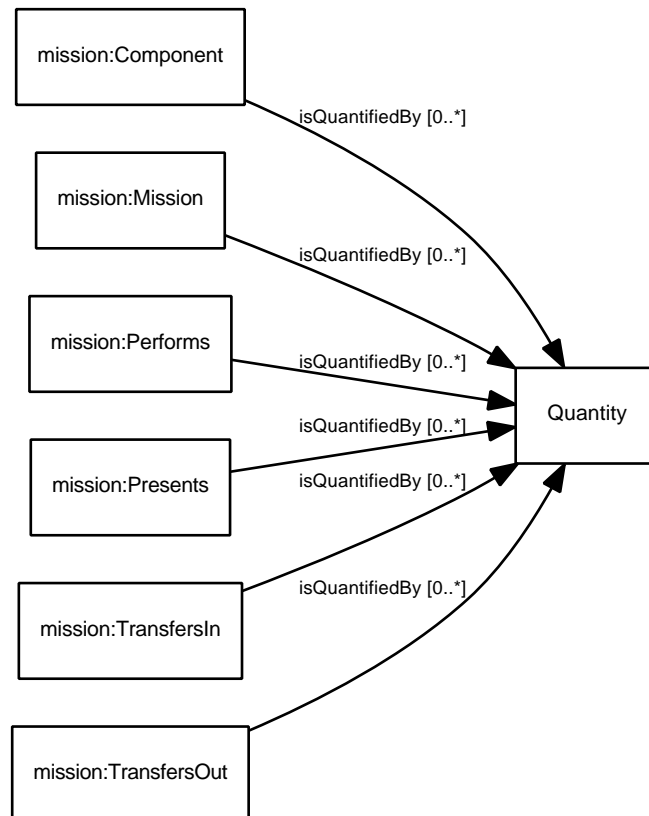 mission:Component
isQuantifiedBy [0..*]
mission:Mission
isQuantifiedBy [0..*]
mission:Performs
isQuantifiedBy [0..*]
Quantity
mission:Presents
isQuantifiedBy [0..*]
isQuantifiedBy [0..*]
mission:TransfersIn
isQuantifiedBy [0..*]
mission:TransfersOut